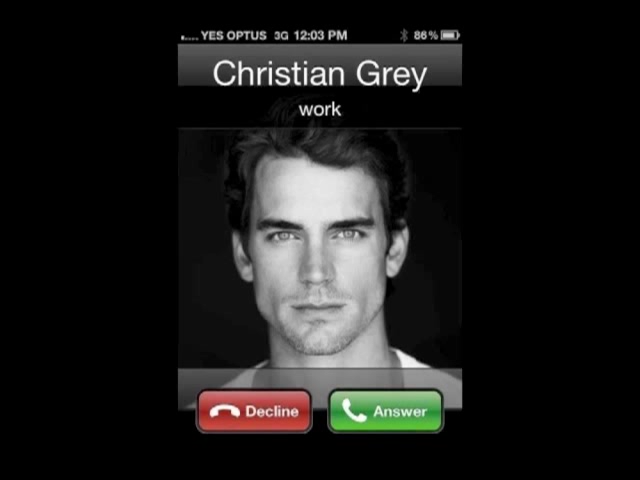 YES OPTUS 3G 12:03 PM 86%
Christian Grey
work
Decline Answer